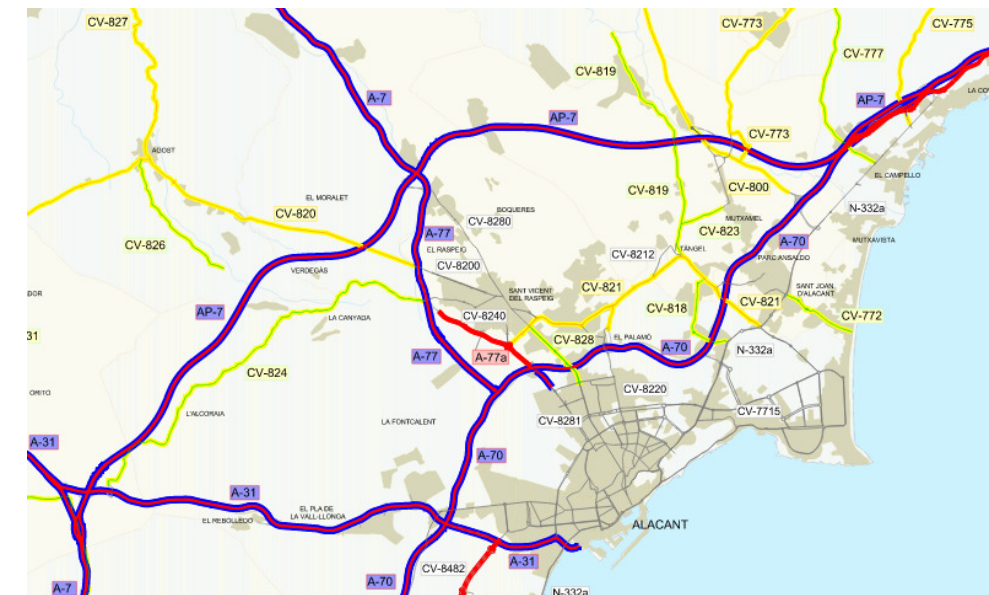 CV-827
CV-773
CV-775
CV-777
CV-819
A-7
AP-7
AP-7
LA CO
CV-773
AGOST
EL CAMPELLO
CV-819
CV-800
EL MORALET
BOQUERES
N-332a
CV-820
CV-8280
MUTXAMEL
CV-823
A-77
A-70
MUTXAVISTA
CV-826
EL RASPEIG
TÀNGEL
CV-8212
PARC ANSALDO
CV-8200
VERDEGÀS
CV-821
SANT VICENT
DEL RASPEIG
SANT JOAN
D'ALACANT
CV-821
AP-7
CV-818
LA CANYADA
CV-8240
CV-772
31
EL PALAMÓ
CV-828
A-70
N-332a
A-77
A-77a
CV-824
CV-8220
ORITO
L'ALCORAIA
LA FONTCALENT
CV-8281
CV-7715
A-31
A-70
A-31
EL PLA DE
LA VALL-LLONGA
EL REBOLLEDO
ALACANT
A-31
CV-8482
A-7
A-70
N-332a